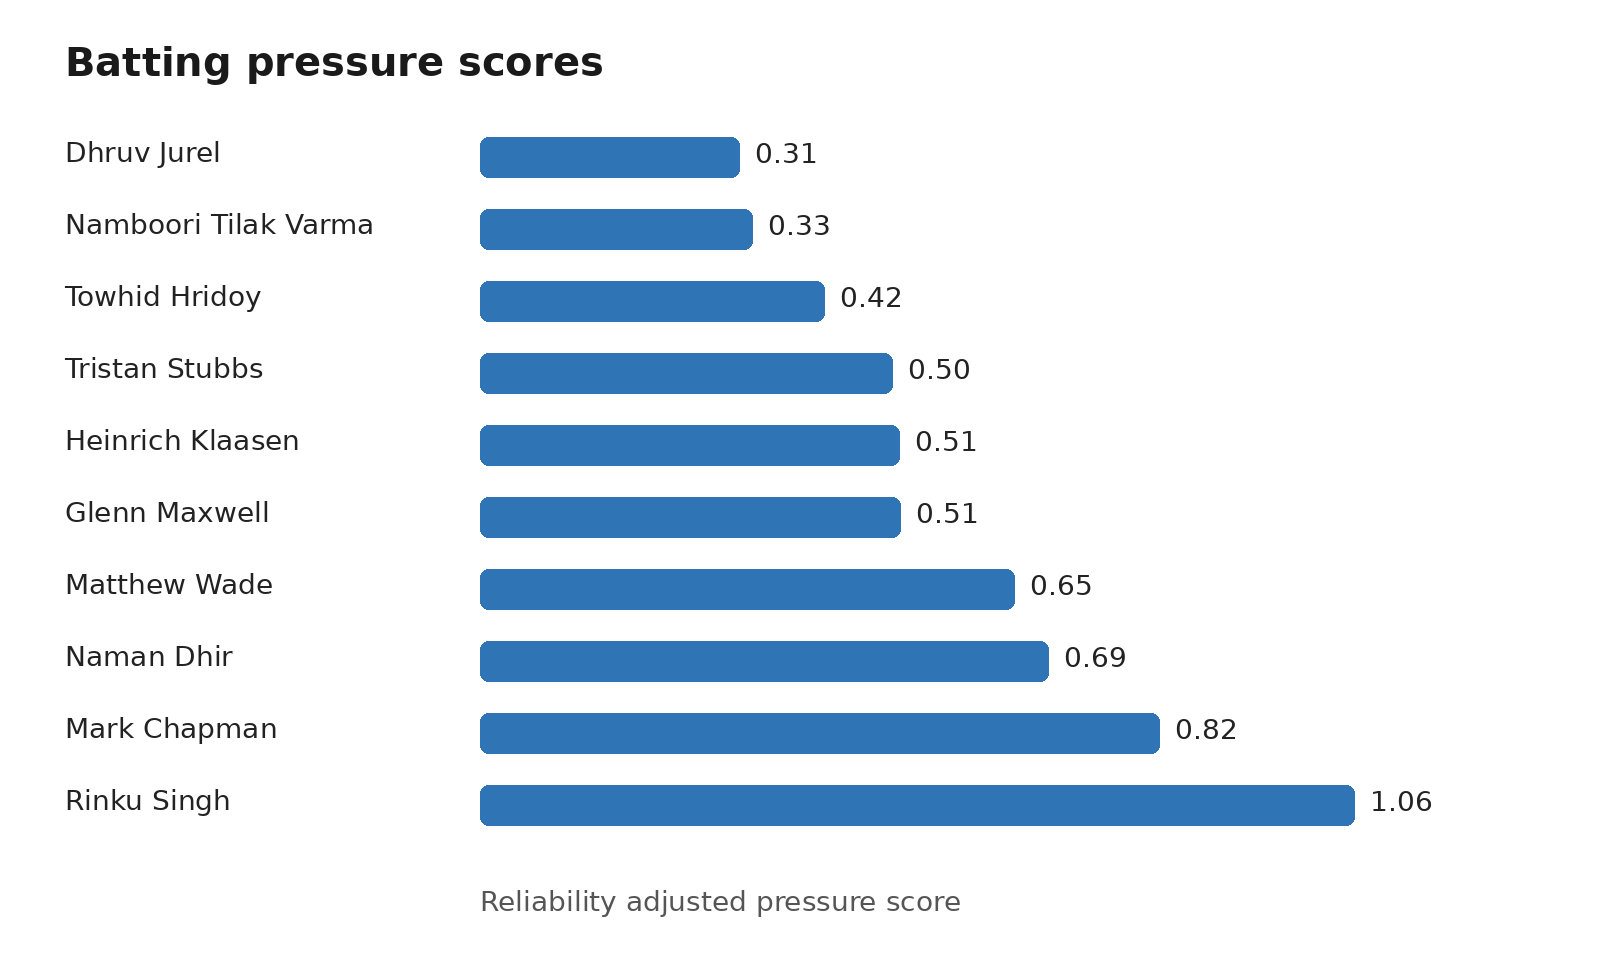 Batting pressure scores
Dhruv Jurel 0.31
Namboori Tilak Varma 0.33
Towhid Hridoy 0.42
Tristan Stubbs 0.50
Heinrich Klaasen 0.51
Glenn Maxwell 0.51
Matthew Wade 0.65
Naman Dhir 0.69
Mark Chapman 0.82
Rinku Singh 1.06
Reliability adjusted pressure score